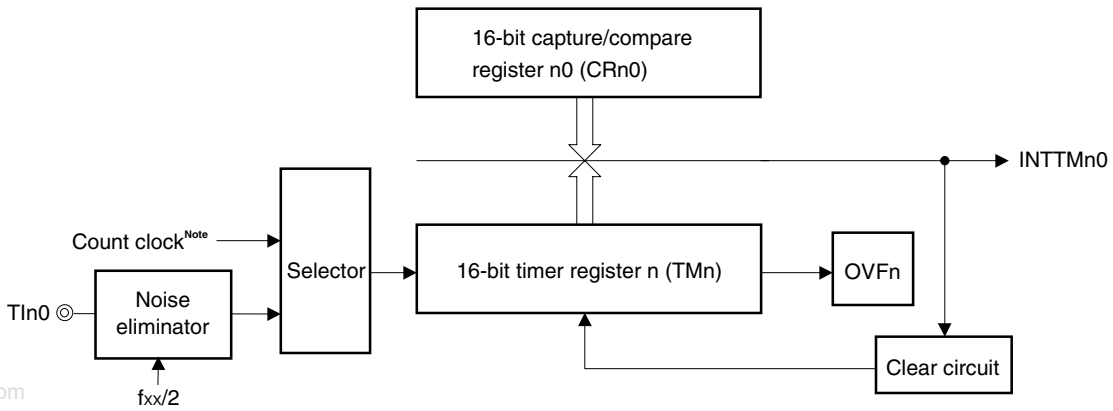 16-bit capture/compare
register n0 (CRn0)
INTTMn0
Count clockNote
Selector
16-bit timer register n (TMn)
OVFn
TIn0
Noise
eliminator
Clear circuit
fxx/2
om